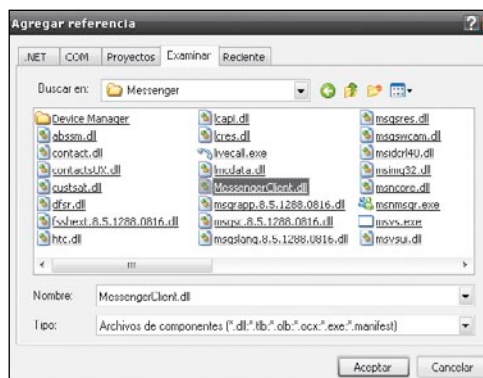 Agregar referencia
.NET COM Proyectos Examinar Reciente
Buscar en: Messenger
Device Manager lcapi.dll msgsres.dll
abssm.dll lcres.dll msgswcam.dll
contact.dll livecall.exe msidcrl40.dll
contactsUX.dll lmcdata.dll msimg32.dll
custsat.dll MessengerClient.dll msncore.dll
dfsr.dll msgrapp.8.5.1288.0816.dll msnmsgr.exe
fsshext.8.5.1288.0816.dll msgsc.8.5.1288.0816.dll msvs.exe
htc.dll msgslang.8.5.1288.0816.dll msvsui.dll
Nombre: MessengerClient.dll
Tipo: Archivos de componentes (*.dll;*.tlb;*.olb;*.ocx;*.exe;*.manifest)
Aceptar Cancelar